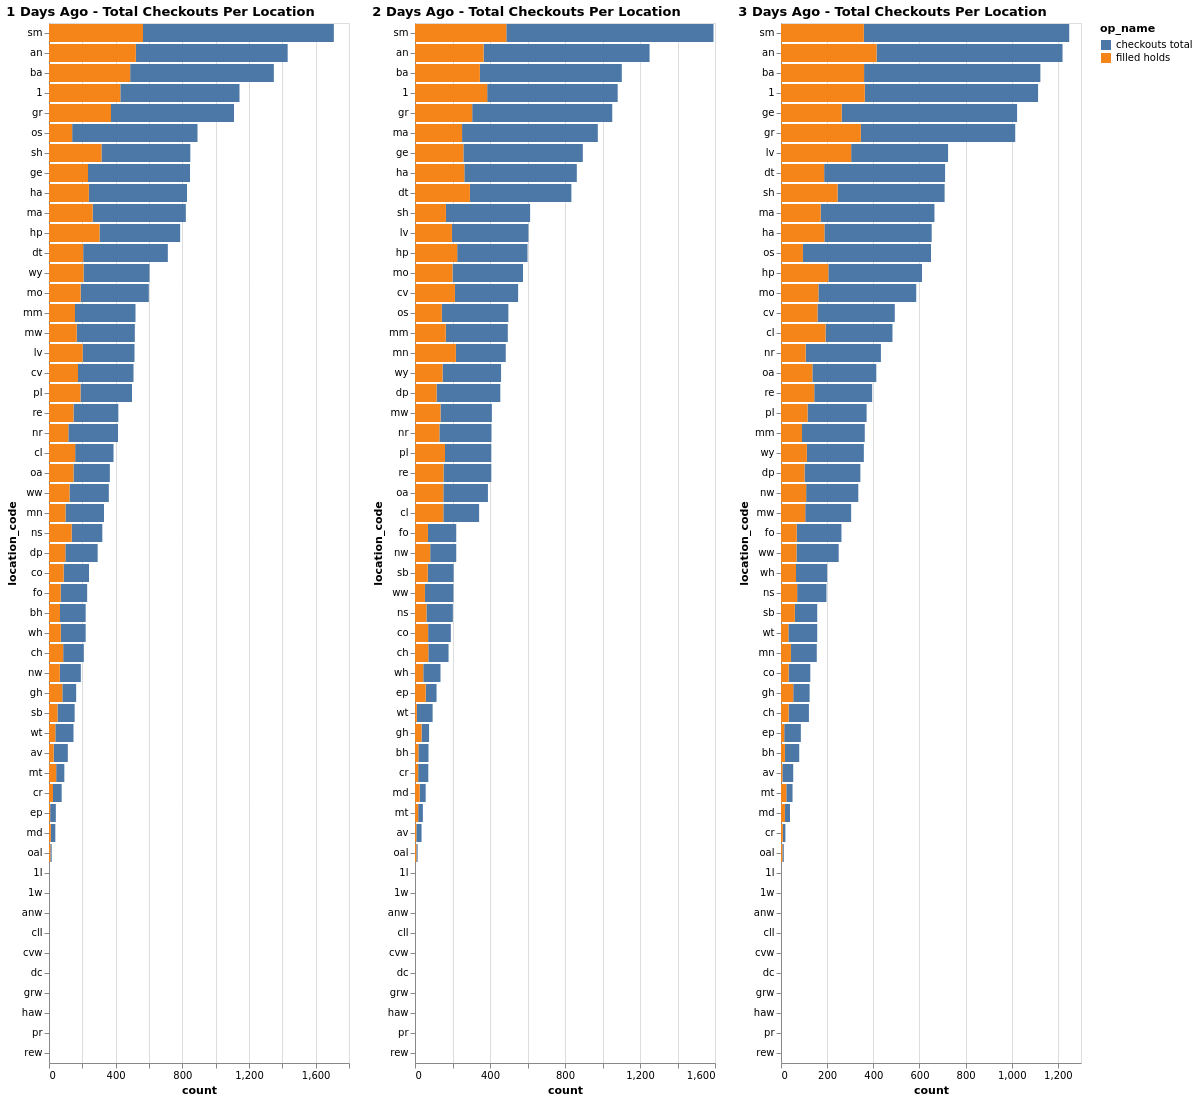 1 Days Ago - Total Checkouts Per Location
sm
an
ba
1
gr
os
sh
ge
ha
ma
hp
dt
wy
mo
mm
mw
lv
cv
pl
re
nr
cl
oa
ww
mn
ns
dp
co
fo
bh
wh
ch
nw
gh
sb
wt
av
mt
cr
ep
md
oal
1l
1w
anw
cll
cvw
dc
grw
haw
pr
rew
location_code
0 400 800 1,200 1,600
count
2 Days Ago - Total Checkouts Per Location
sm
an
ba
1
gr
ma
ge
ha
dt
sh
lv
hp
mo
cv
os
mm
mn
wy
dp
mw
nr
pl
re
oa
cl
fo
nw
sb
ww
ns
co
ch
wh
ep
wt
gh
bh
cr
md
mt
av
oal
1l
1w
anw
cll
cvw
dc
grw
haw
pr
rew
location_code
0 400 800 1,200 1,600
count
3 Days Ago - Total Checkouts Per Location
sm
an
ba
1
ge
gr
lv
dt
sh
ma
ha
os
hp
mo
cv
cl
nr
oa
re
pl
mm
wy
dp
nw
mw
fo
ww
wh
ns
sb
wt
mn
co
gh
ch
ep
bh
av
mt
md
cr
oal
1l
1w
anw
cll
cvw
dc
grw
haw
pr
rew
location_code
0 200 400 600 800 1,000 1,200
count
op_name
checkouts total
filled holds